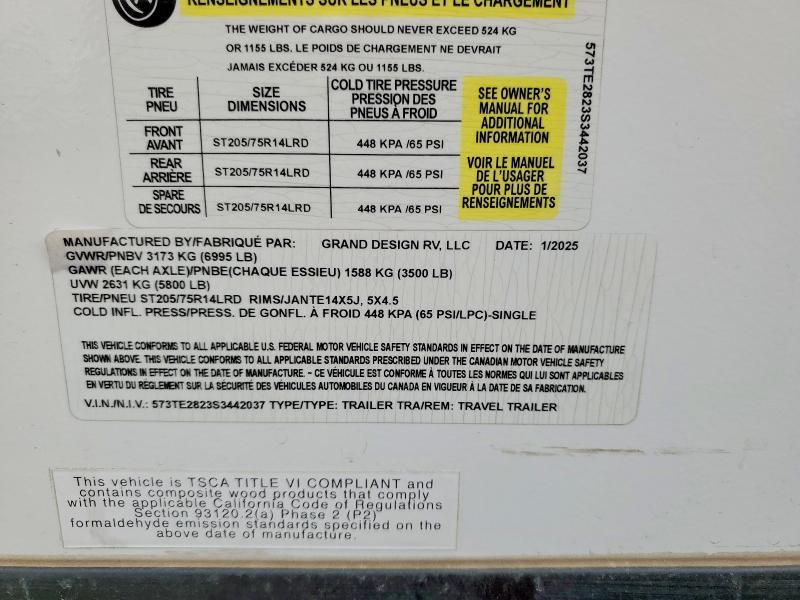 RENSEIGNEMENTS SUR LES PNEUS ET LE CHARGEMENT
THE WEIGHT OF CARGO SHOULD NEVER EXCEED 524 KG
OR 1155 LBS. LE POIDS DE CHARGEMENT NE DEVRAIT
JAMAIS EXCÉDER 524 KG OU 1155 LBS.
TIRE
PNEU
SIZE
DIMENSIONS
COLD TIRE PRESSURE
PRESSION DES
PNEUS À FROID
FRONT
AVANT
ST205/75R14LRD
448 KPA /65 PSI
REAR
ARRIÈRE
ST205/75R14LRD
448 KPA /65 PSI
SPARE
DE SECOURS
ST205/75R14LRD
448 KPA /65 PSI
SEE OWNER'S
MANUAL FOR
ADDITIONAL
INFORMATION
VOIR LE MANUEL
DE L'USAGER
POUR PLUS DE
RENSEIGNEMENTS
573TE2823S3442037
MANUFACTURED BY/FABRIQUÉ PAR: GRAND DESIGN RV, LLC DATE: 1/2025
GVWR/PNBV 3173 KG (6995 LB)
GAWR (EACH AXLE)/PNBE(CHAQUE ESSIEU) 1588 KG (3500 LB)
UVW 2631 KG (5800 LB)
TIRE/PNEU ST205/75R14LRD RIMS/JANTE14X5J, 5X4.5
COLD INFL. PRESS/PRESS. DE GONFL. À FROID 448 KPA (65 PSI/LPC)-SINGLE
THIS VEHICLE CONFORMS TO ALL APPLICABLE U.S. FEDERAL MOTOR VEHICLE SAFETY STANDARDS IN EFFECT ON THE DATE OF MANUFACTURE
SHOWN ABOVE. THIS VEHICLE CONFORMS TO ALL APPLICABLE STANDARDS PRESCRIBED UNDER THE CANADIAN MOTOR VEHICLE SAFETY
REGULATIONS IN EFFECT ON THE DATE OF MANUFACTURE. - CE VÉHICULE EST CONFORME À TOUTES LES NORMES QUI LUI SONT APPLICABLES
EN VERTU DU RÈGLEMENT SUR LA SÉCURITÉ DES VÉHICULES AUTOMOBILES DU CANADA EN VIGUEUR À LA DATE DE SA FABRICATION.
V.I.N./N.I.V.: 573TE2823S3442037 TYPE/TYPE: TRAILER TRA/REM: TRAVEL TRAILER
This vehicle is TSCA TITLE VI COMPLIANT and
contains composite wood products that comply
with the applicable California Code of Regulations
Section 93120.2(a) Phase 2 (P2)
formaldehyde emission standards specified on the
above date of manufacture.